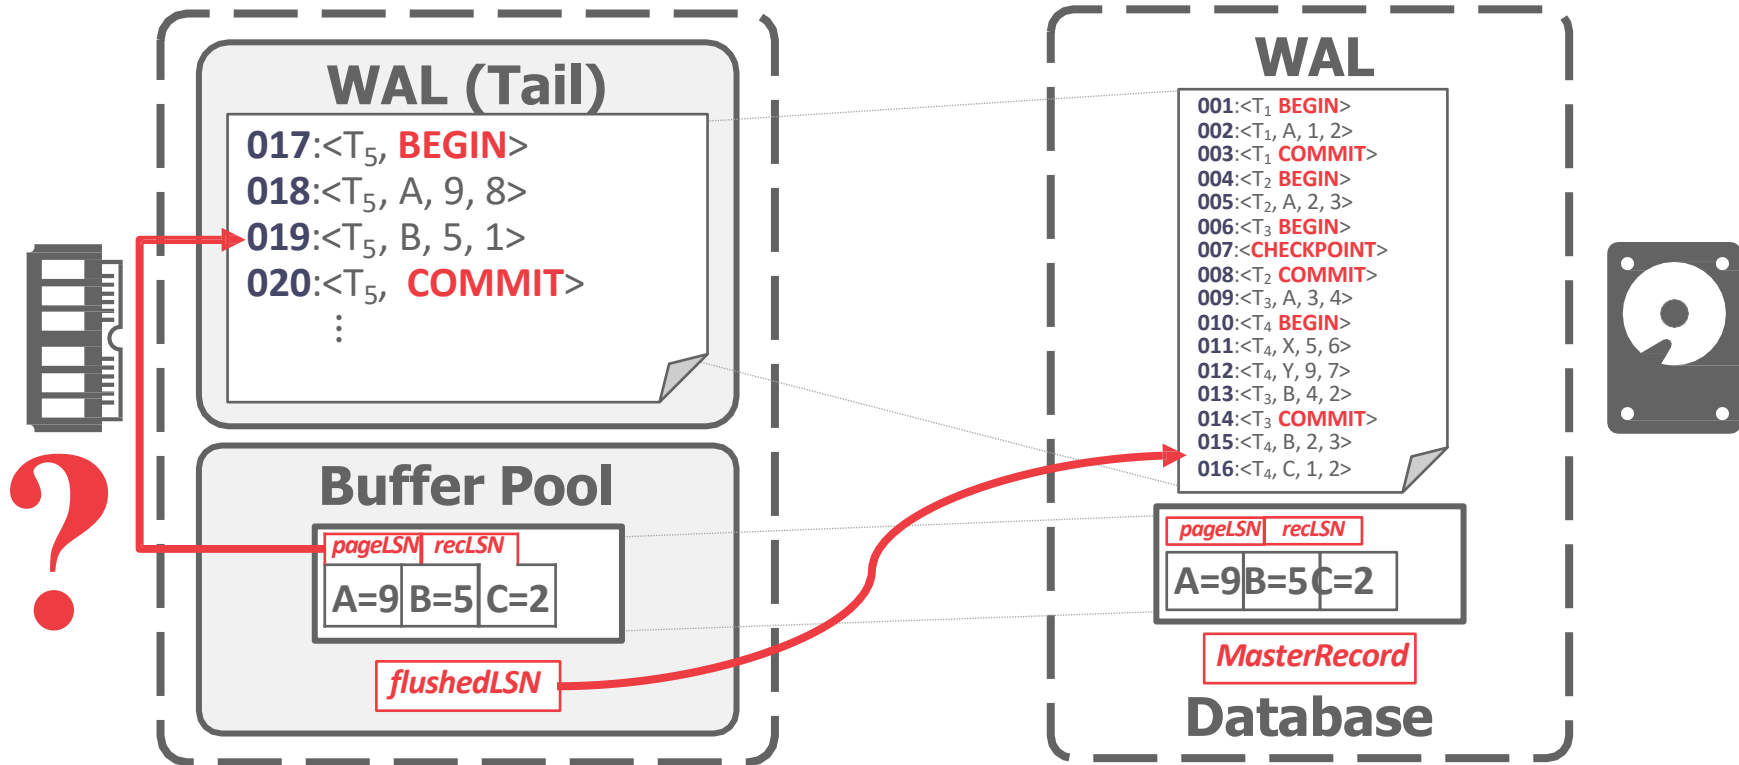 WAL (Tail)
017:<T5, BEGIN>
018:<T5, A, 9, 8>
019:<T5, B, 5, 1>
020:<T5, COMMIT>
⋮
?
Buffer Pool
pageLSN recLSN
A=9 B=5 C=2
flushedLSN
WAL
001:<T1 BEGIN>
002:<T1, A, 1, 2>
003:<T1 COMMIT>
004:<T2 BEGIN>
005:<T2, A, 2, 3>
006:<T3 BEGIN>
007:<CHECKPOINT>
008:<T2 COMMIT>
009:<T3, A, 3, 4>
010:<T4 BEGIN>
011:<T4, X, 5, 6>
012:<T4, Y, 9, 7>
013:<T3, B, 4, 2>
014:<T3 COMMIT>
015:<T4, B, 2, 3>
016:<T4, C, 1, 2>
pageLSN recLSN
A=9 B=5 C=2
MasterRecord
Database